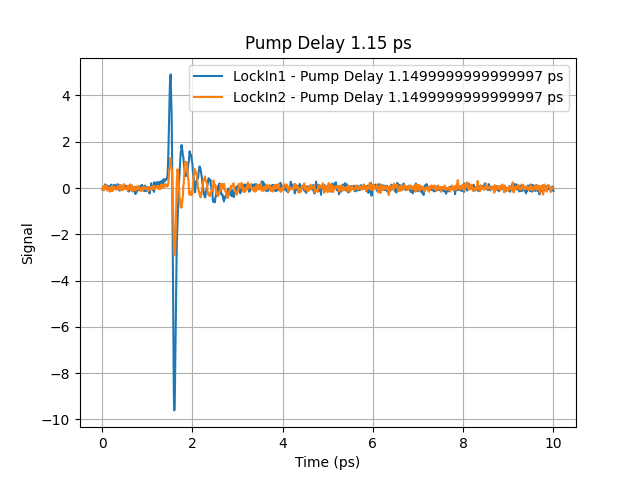 Pump Delay 1.15 ps
LockIn1 - Pump Delay 1.1499999999999997 ps
LockIn2 - Pump Delay 1.1499999999999997 ps
Signal
4
2
0
−2
−4
−6
−8
−10
0 2 4 6 8 10
Time (ps)